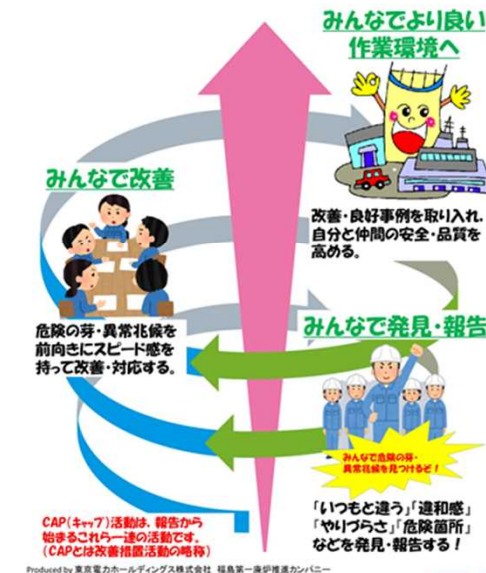 みんなでより良い
作業環境へ
改善・良好事例を取り入れ、
自分と仲間の安全・品質を
高める。
みんなで改善
危険の芽・異常兆候を
前向きにスピード感を
持って改善・対応する。
みんなで発見・報告
みんなで危険の芽・
異常兆候を見つけるぞ！
「いつもと違う」「違和感」
「やりづらさ」「危険箇所」
などを発見・報告する！
CAP(キャップ)活動は、報告から
始まるこれら一連の活動です。
(CAPとは改善措置活動の略称)
Produced by 東京電力ホールディングス株式会社 福島第一廃炉推進カンパニー